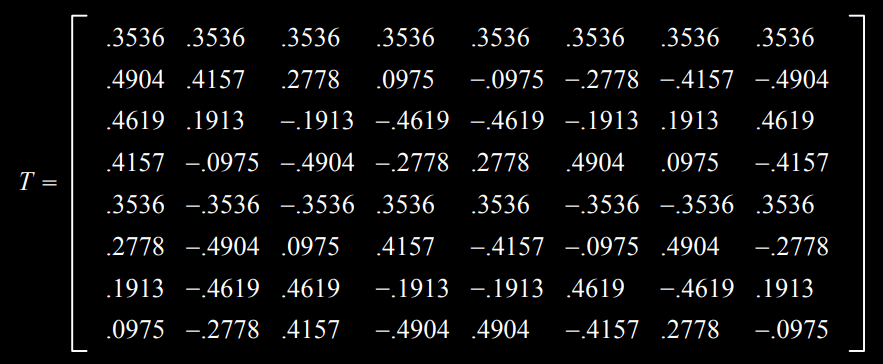 .3536 .3536 .3536 .3536 .3536 .3536 .3536 .3536
.4904 .4157 .2778 .0975 –.0975 –.2778 –.4157 –.4904
.4619 .1913 –.1913 –.4619 –.4619 –.1913 .1913 .4619
.4157 –.0975 –.4904 –.2778 .2778 .4904 .0975 –.4157
T =
.3536 –.3536 –.3536 .3536 .3536 –.3536 –.3536 .3536
.2778 –.4904 .0975 .4157 –.4157 –.0975 .4904 –.2778
.1913 –.4619 .4619 –.1913 –.1913 .4619 –.4619 .1913
.0975 –.2778 .4157 –.4904 .4904 –.4157 .2778 –.0975